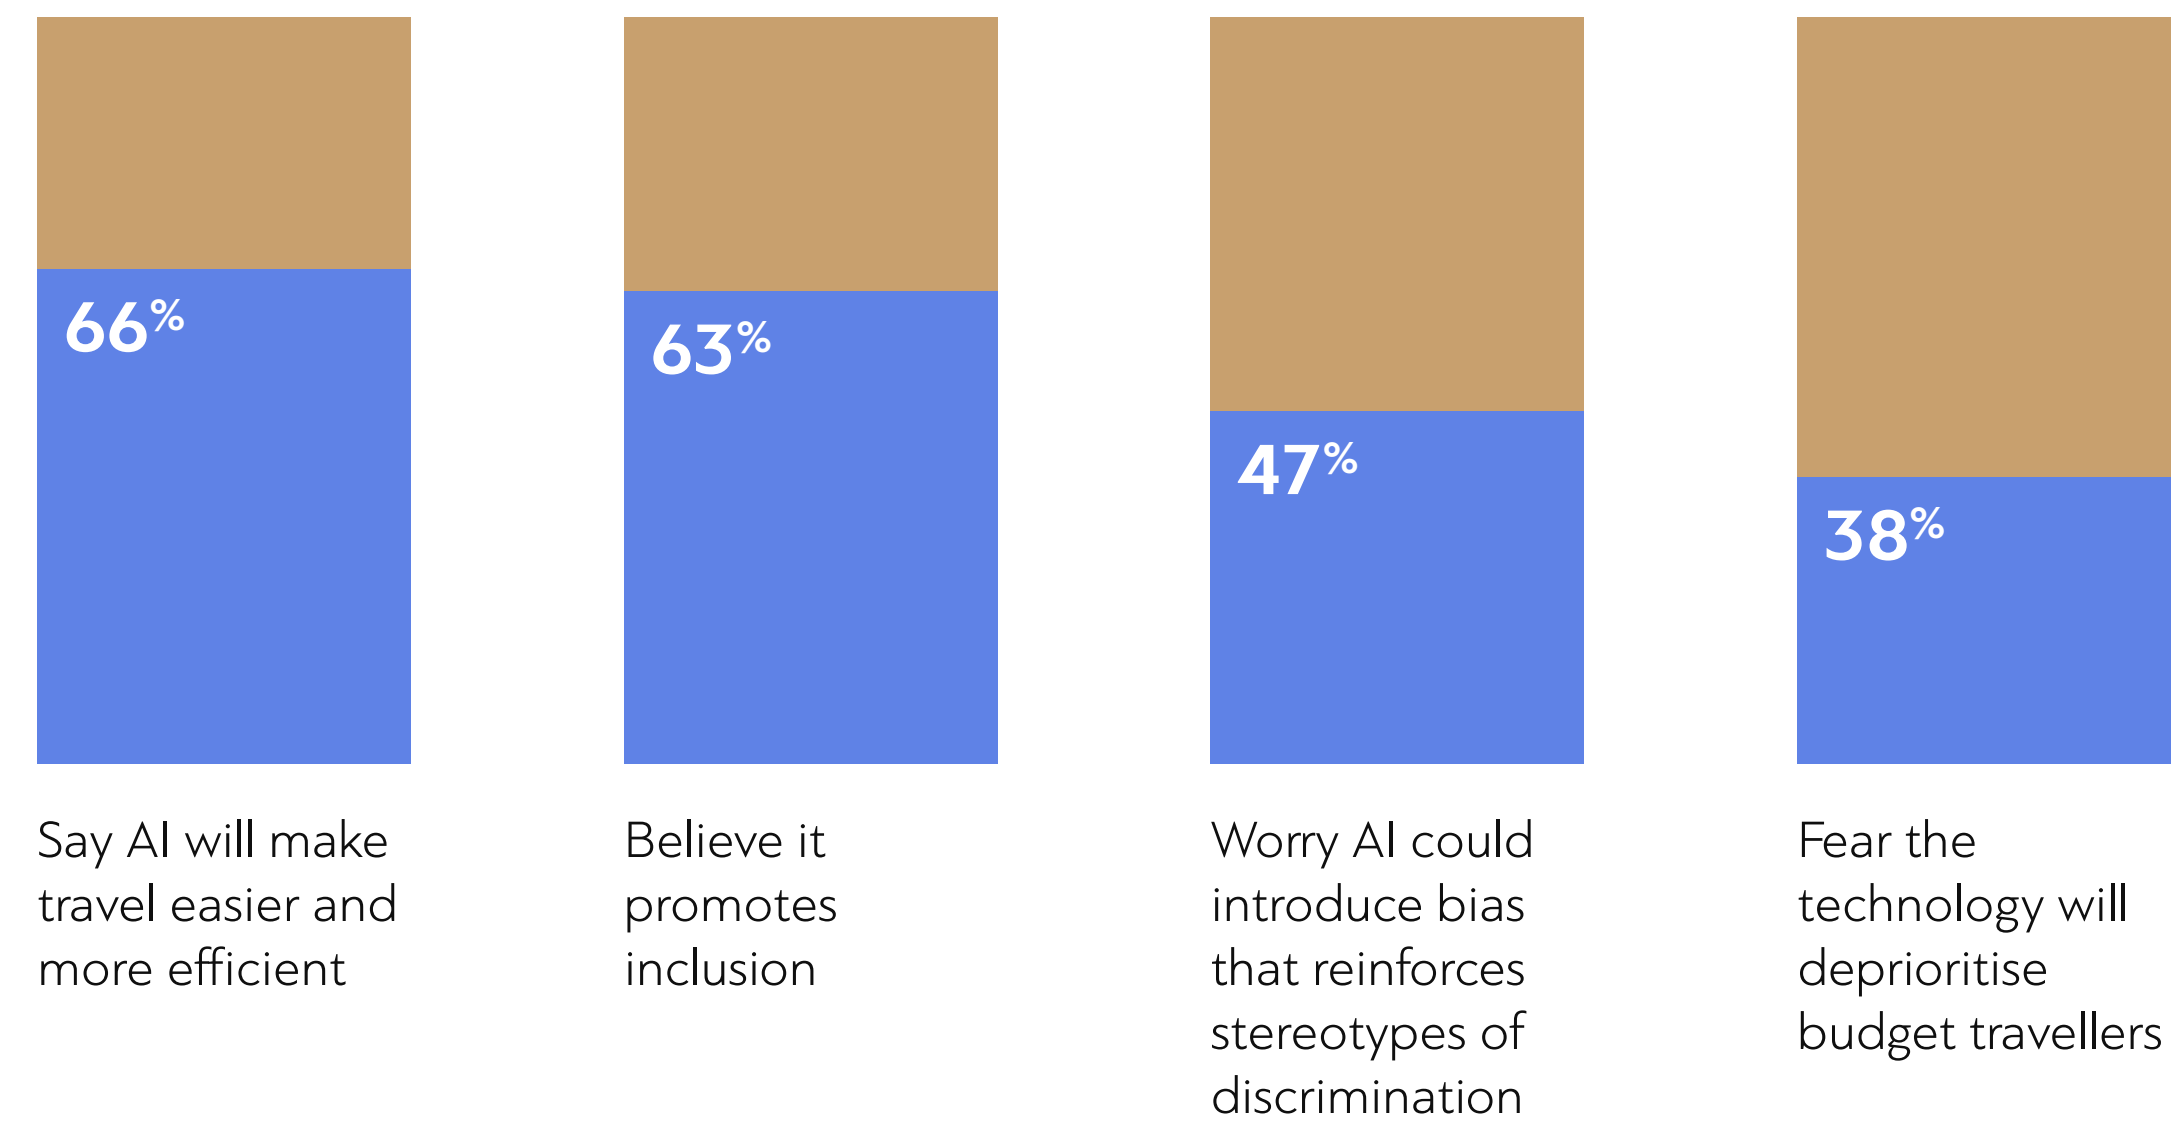 66%
Say AI will make
travel easier and
more efficient
63%
Believe it
promotes
inclusion
47%
Worry AI could
introduce bias
that reinforces
stereotypes of
discrimination
38%
Fear the
technology will
deprioritise
budget travellers